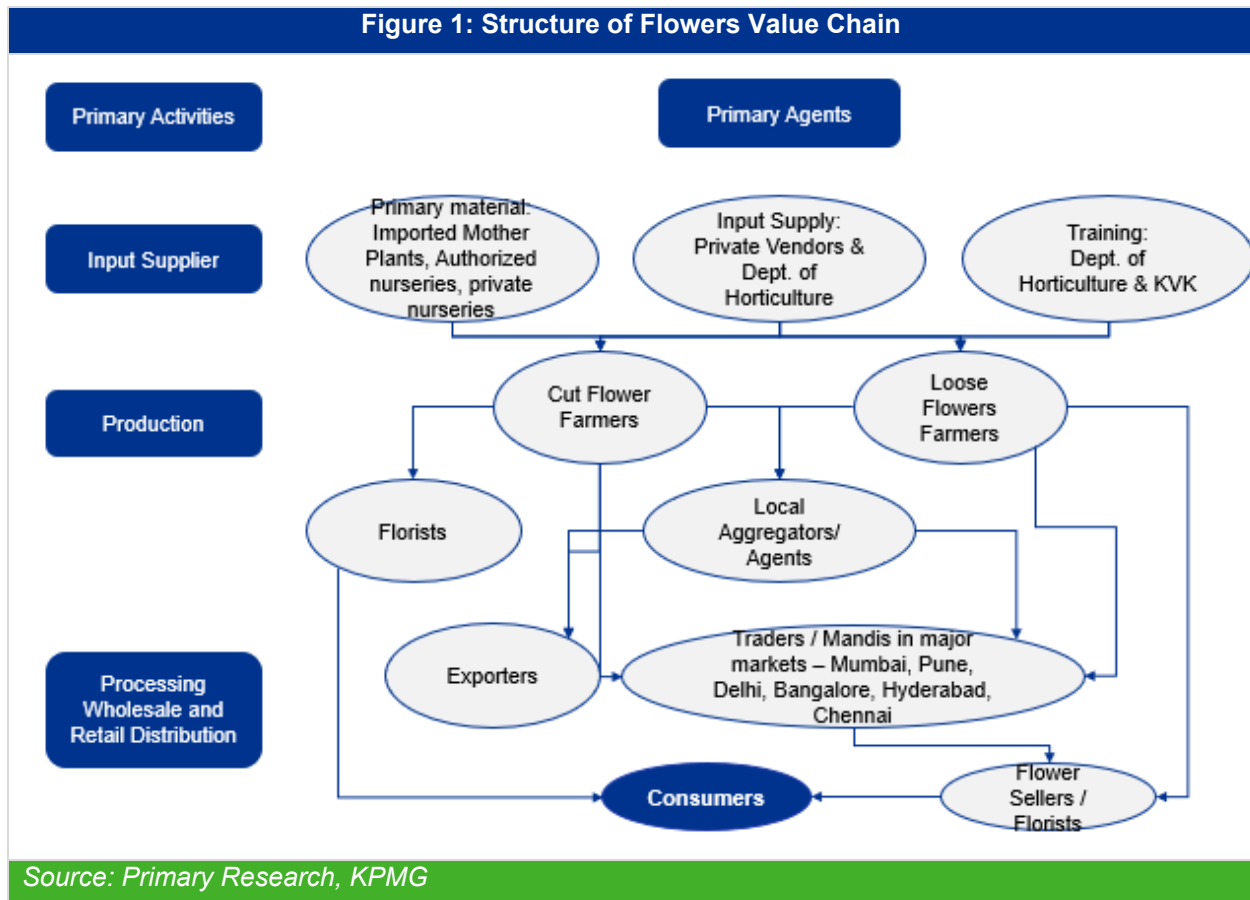 Figure 1: Structure of Flowers Value Chain
Primary Activities
Primary Agents
Input Supplier
Primary material:
Imported Mother
Plants, Authorized
nurseries, private
nurseries
Input Supply:
Private Vendors &
Dept. of
Horticulture
Training:
Dept. of
Horticulture & KVK
Production
Cut Flower
Farmers
Loose
Flowers
Farmers
Florists
Local
Aggregators/
Agents
Processing
Wholesale and
Retail Distribution
Exporters
Traders / Mandis in major
markets – Mumbai, Pune,
Delhi, Bangalore, Hyderabad,
Chennai
Consumers
Flower
Sellers /
Florists
Source: Primary Research, KPMG